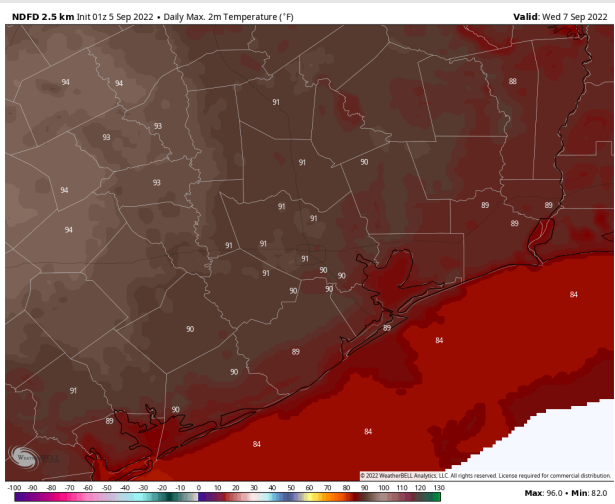 NDFD 2.5 km Init 01z 5 Sep 2022 • Daily Max. 2m Temperature (°F) Valid: Wed 7 Sep 2022
94 94 88
91
93
93
91 90
93
94
91 89 89
91 89
94
91 91
91
91 90 90
90 90
84
90 89
84
89
90
91
90
89
84
84
WeatherBELL
© 2022 WeatherBELL Analytics, LLC. All rights reserved. License required for commercial distribution.
-100 -90 -80 -70 -60 -50 -40 -30 -20 -10 0 10 20 30 40 50 60 70 80 90 100 110 120 130
Max: 96.0 • Min: 82.0